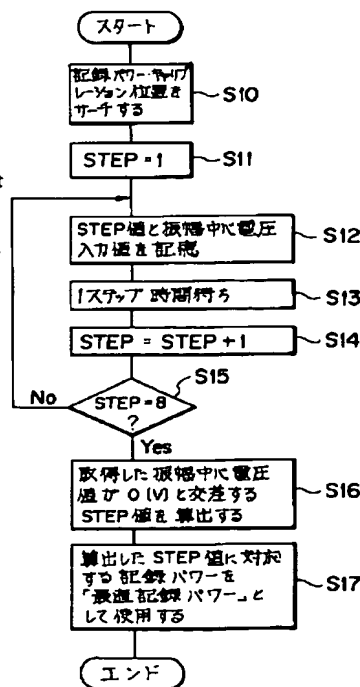 スタート
記録パワー・キャリブ
レーション位置を
サーチする
S10
STEP = 1
S11
STEP値と振幅中心電圧
入力値を記憶
S12
1ステップ時間待ち
S13
STEP = STEP + 1
S14
S15
No
STEP = 8
?
Yes
取得した振幅中心電圧
値が 0 (V) と交差する
STEP値を算出する
S16
算出した STEP 値に対応
する記録パワーを
「最適記録パワー」と
して使用する
S17
エンド